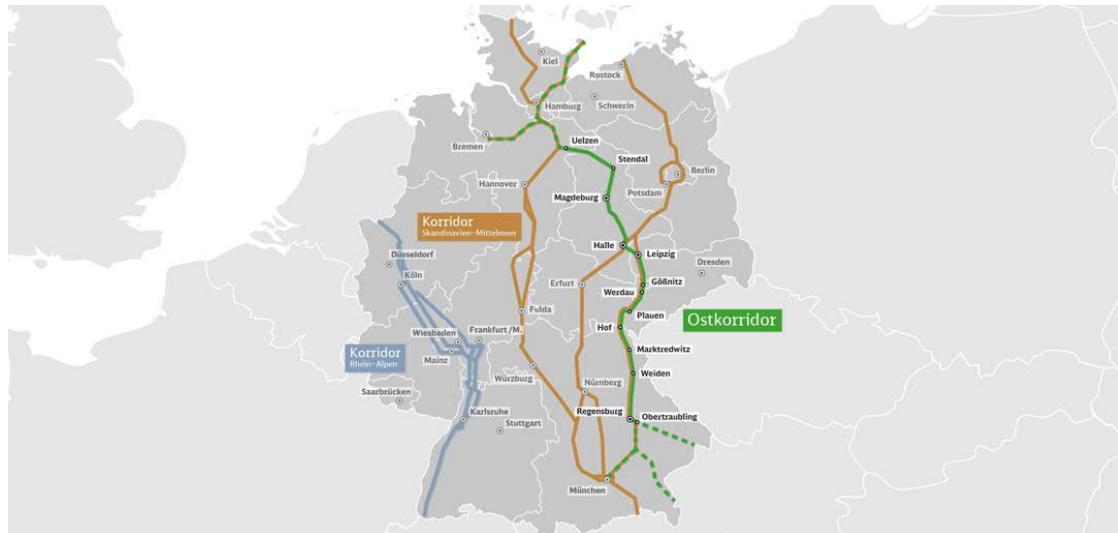 Kiel
Rostock
Hamburg
Schwerin
Bremen
Uelzen
Stendal
Berlin
Hannover
Potsdam
Magdeburg
Korridor
Skandinavien-Mittelmeer
Halle
Leipzig
Düsseldorf
Dresden
Köln
Erfurt
Gößnitz
Werdau
Fulda
Plauen
Ostkorridor
Hof
Wiesbaden
Frankfurt/M.
Marktredwitz
Korridor
Rhein-Alpen
Mainz
Würzburg
Weiden
Nürnberg
Saarbrücken
Karlsruhe
Regensburg
Obertraubling
Stuttgart
München